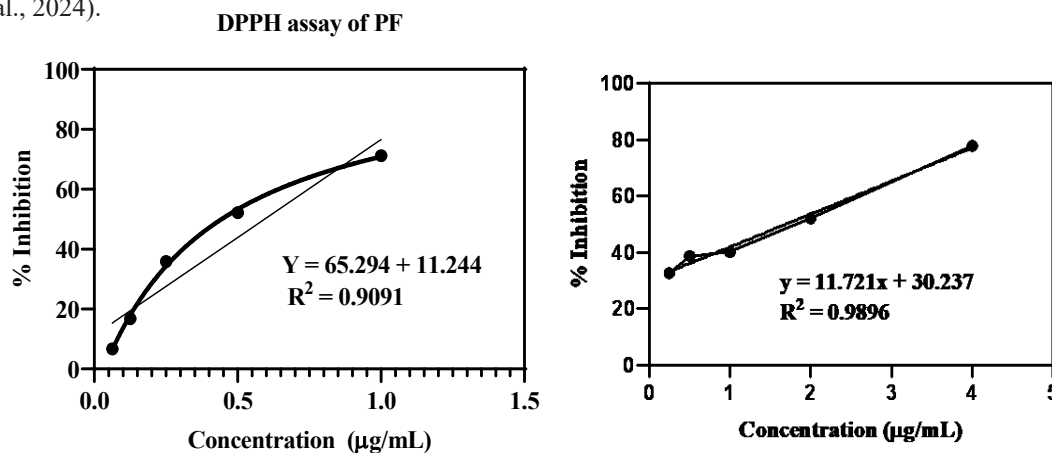 al., 2024).
DPPH assay of PF
100
80
60
40
20
0
% Inhibition
Y = 65.294 + 11.244
R² = 0.9091
0.0 0.5 1.0 1.5
Concentration (μg/mL)
100
80
60
40
20
0
% Inhibition
y = 11.721x + 30.237
R² = 0.9896
0 1 2 3 4 5
Concentration (μg/mL)